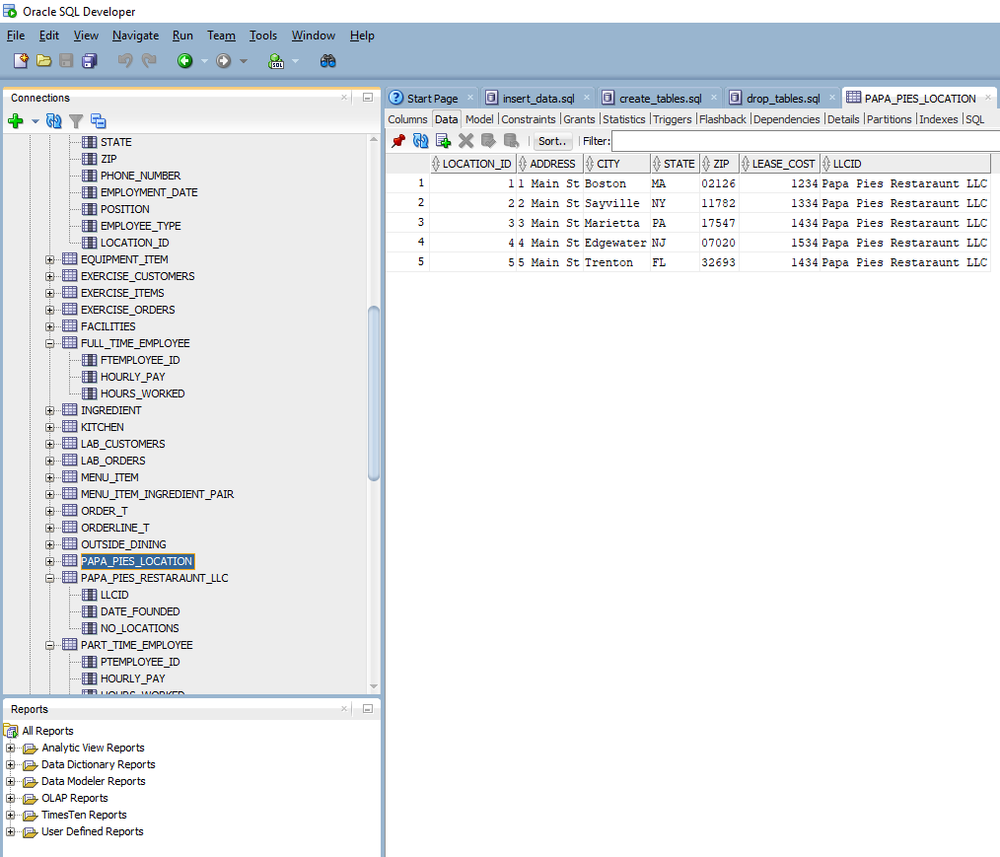 Oracle SQL Developer
File Edit View Navigate Run Team Tools Window Help
SQL
Connections
STATE
ZIP
PHONE_NUMBER
EMPLOYMENT_DATE
POSITION
EMPLOYEE_TYPE
LOCATION_ID
EQUIPMENT_ITEM
EXERCISE_CUSTOMERS
EXERCISE_ITEMS
EXERCISE_ORDERS
FACILITIES
FULL_TIME_EMPLOYEE
FTEMPLOYEE_ID
HOURLY_PAY
HOURS_WORKED
INGREDIENT
KITCHEN
LAB_CUSTOMERS
LAB_ORDERS
MENU_ITEM
MENU_ITEM_INGREDIENT_PAIR
ORDER_T
ORDERLINE_T
OUTSIDE_DINING
PAPA_PIES_LOCATION
PAPA_PIES_RESTARAUNT_LLC
LLCID
DATE_FOUNDED
NO_LOCATIONS
PART_TIME_EMPLOYEE
PTEMPLOYEE_ID
HOURLY_PAY
HOURS_WORKED
Reports
All Reports
Analytic View Reports
Data Dictionary Reports
Data Modeler Reports
OLAP Reports
TimesTen Reports
User Defined Reports
Start Page insert_data.sql create_tables.sql drop_tables.sql PAPA_PIES_LOCATION
Columns Data Model Constraints Grants Statistics Triggers Flashback Dependencies Details Partitions Indexes SQL
Sort.. Filter:
LOCATION_ID ADDRESS CITY STATE ZIP LEASE_COST LLCID
1 1 1 Main St Boston MA 02126 1234 Papa Pies Restaraunt LLC
2 2 2 Main St Sayville NY 11782 1334 Papa Pies Restaraunt LLC
3 3 3 Main St Marietta PA 17547 1434 Papa Pies Restaraunt LLC
4 4 4 Main St Edgewater NJ 07020 1534 Papa Pies Restaraunt LLC
5 5 5 Main St Trenton FL 32693 1434 Papa Pies Restaraunt LLC